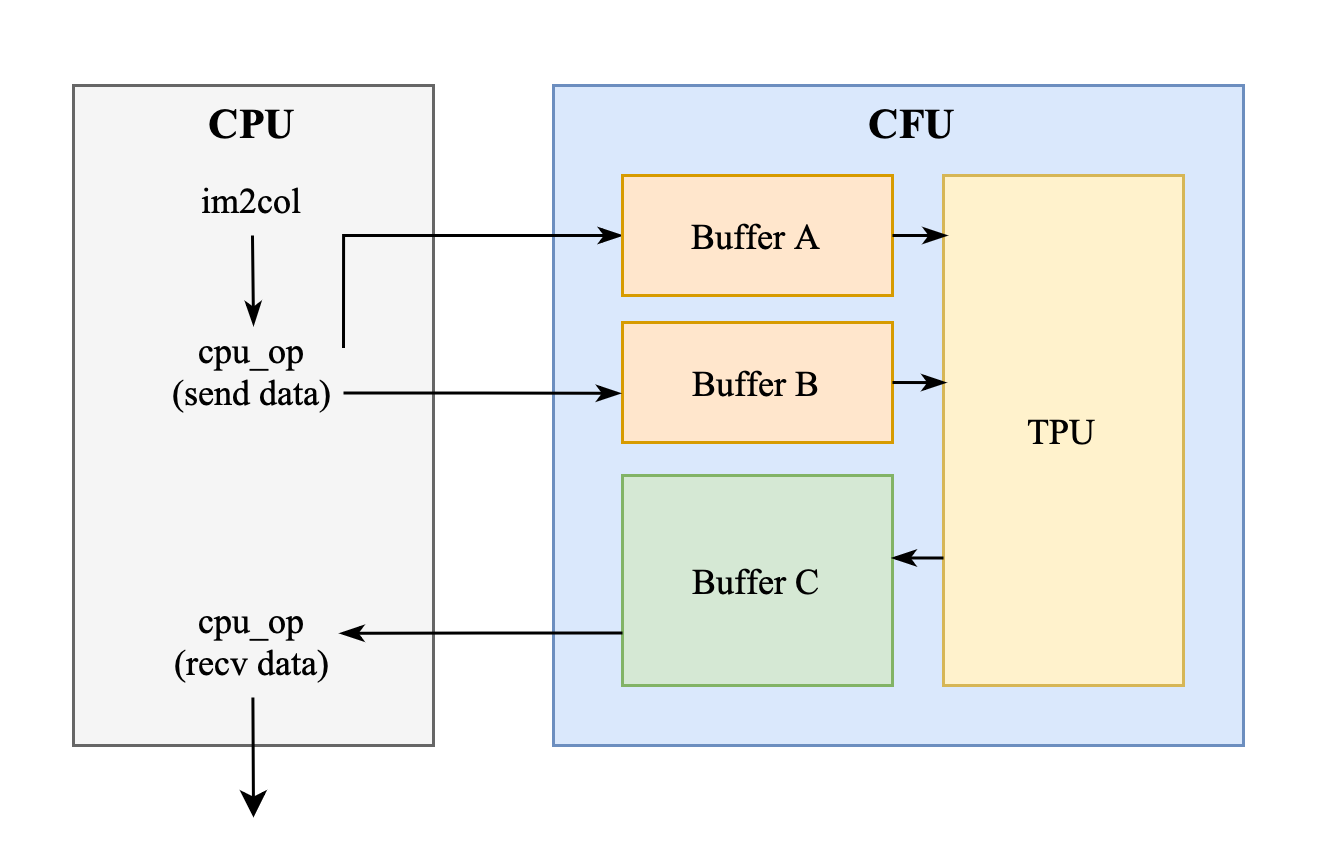 CPU
im2col
cpu_op
(send data)
cpu_op
(recv data)
CFU
Buffer A
Buffer B
Buffer C
TPU